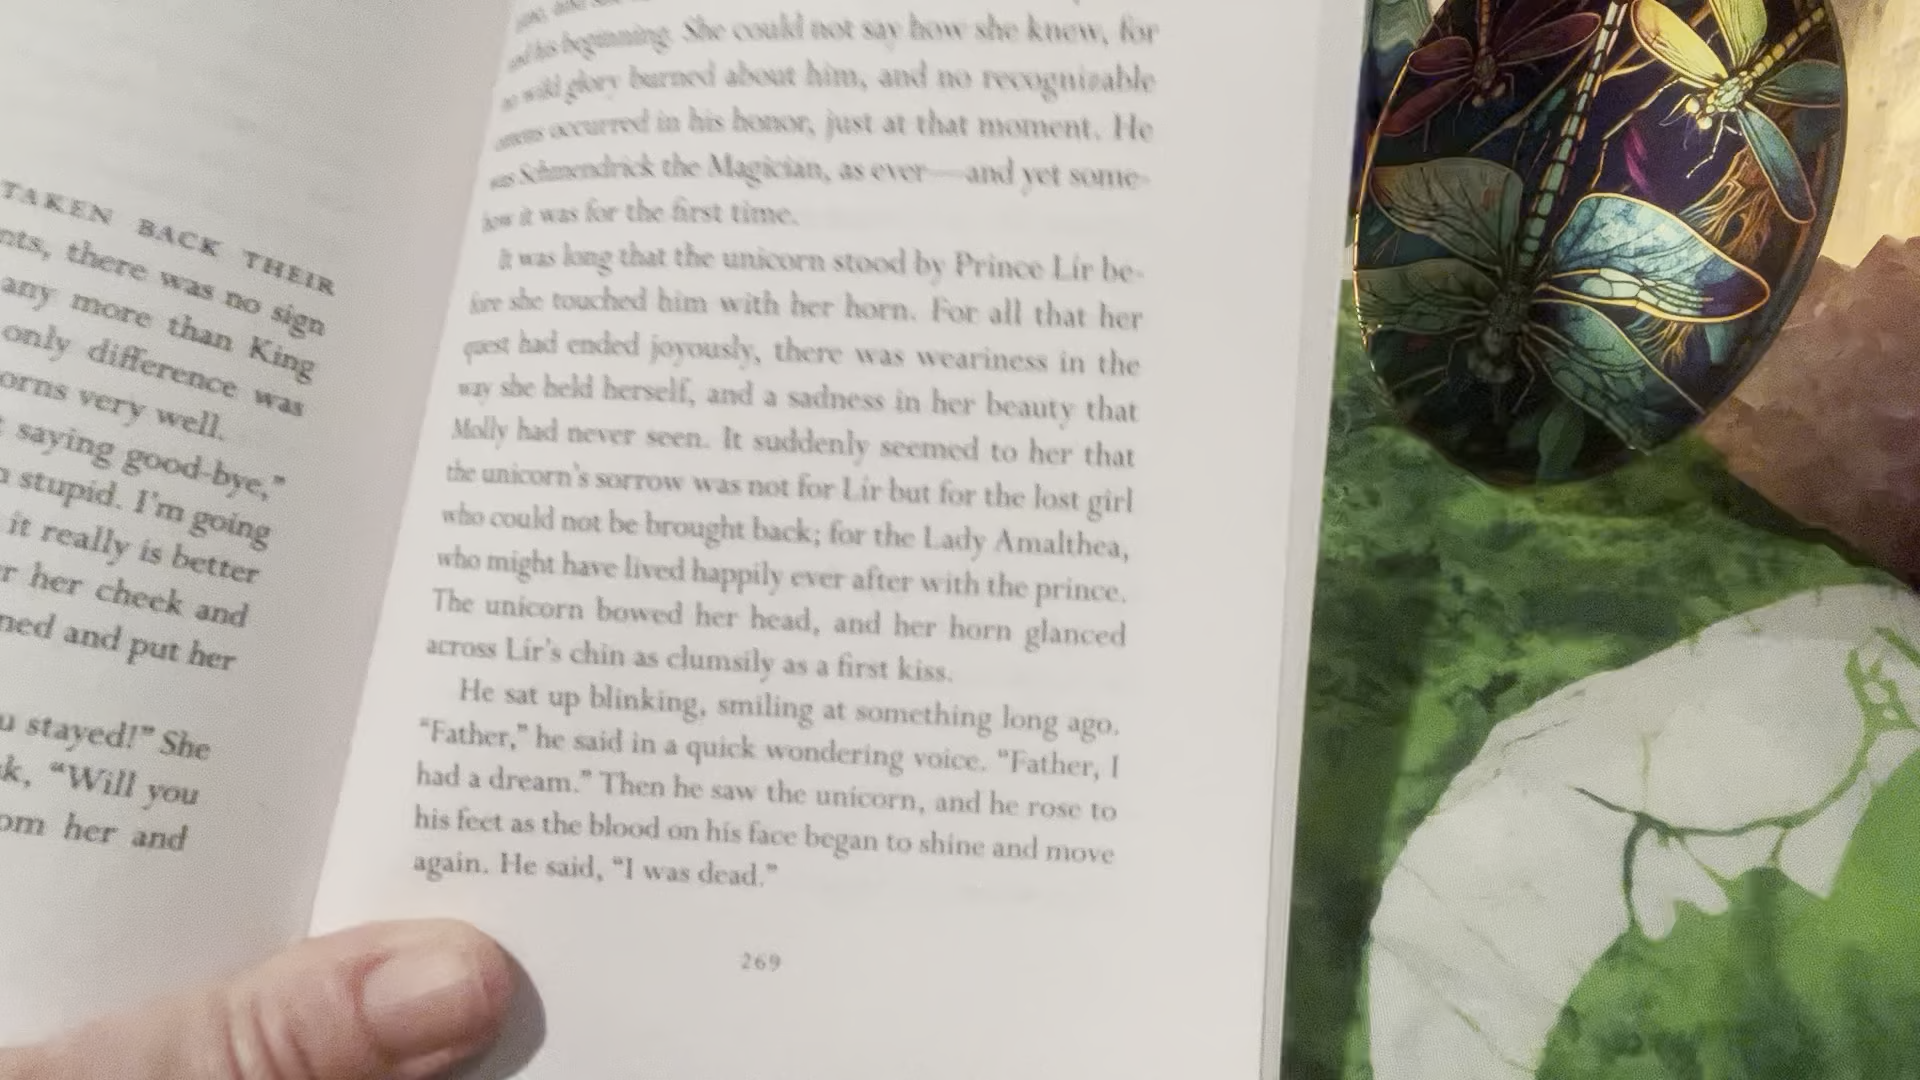 TAKEN BACK THEIR
nts, there was no sign
any more than King
only difference was
orns very well.
saying good-bye,”
stupid. I’m going
it really is better
r her cheek and
ned and put her
u stayed!” She
k, “Will you
om her and
and his beginning. She could not say how she knew, for
no wild glory burned about him, and no recognizable
omens occurred in his honor, just at that moment. He
was Schmendrick the Magician, as ever—and yet some-
how it was for the first time.
It was long that the unicorn stood by Prince Lír be-
fore she touched him with her horn. For all that her
quest had ended joyously, there was weariness in the
way she held herself, and a sadness in her beauty that
Molly had never seen. It suddenly seemed to her that
the unicorn’s sorrow was not for Lír but for the lost girl
who could not be brought back; for the Lady Amalthea,
who might have lived happily ever after with the prince.
The unicorn bowed her head, and her horn glanced
across Lír’s chin as clumsily as a first kiss.
He sat up blinking, smiling at something long ago.
“Father,” he said in a quick wondering voice. “Father, I
had a dream.” Then he saw the unicorn, and he rose to
his feet as the blood on his face began to shine and move
again. He said, “I was dead.”
269